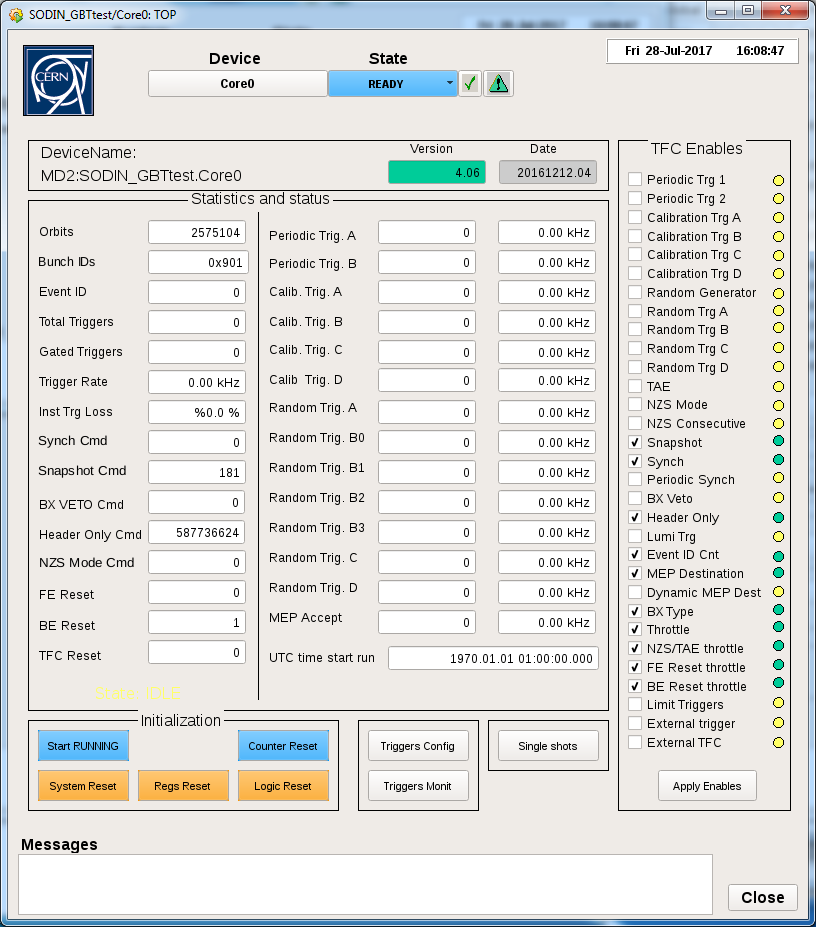 SODIN_GBTtest/Core0: TOP
CERN
Device
State
Fri 28-Jul-2017 16:08:47
Core0
READY
DeviceName:
MD2:SODIN_GBTtest.Core0
Version
Date
4.06
20161212.04
Statistics and status
Orbits
2575104
Bunch IDs
0x901
Event ID
0
Total Triggers
0
Gated Triggers
0
Trigger Rate
0.00 kHz
Inst Trg Loss
%0.0 %
Synch Cmd
0
Snapshot Cmd
181
BX VETO Cmd
0
Header Only Cmd
587736624
NZS Mode Cmd
0
FE Reset
0
BE Reset
1
TFC Reset
0
State IDLE
Periodic Trig. A 0 0.00 kHz
Periodic Trig. B 0 0.00 kHz
Calib. Trig. A 0 0.00 kHz
Calib. Trig. B 0 0.00 kHz
Calib. Trig. C 0 0.00 kHz
Calib Trig. D 0 0.00 kHz
Random Trig. A 0 0.00 kHz
Random Trig. B0 0 0.00 kHz
Random Trig. B1 0 0.00 kHz
Random Trig. B2 0 0.00 kHz
Random Trig. B3 0 0.00 kHz
Random Trig. C 0 0.00 kHz
Random Trig. D 0 0.00 kHz
MEP Accept 0 0.00 kHz
UTC time start run 1970.01.01 01:00:00.000
TFC Enables
Periodic Trg 1
Periodic Trg 2
Calibration Trg A
Calibration Trg B
Calibration Trg C
Calibration Trg D
Random Generator
Random Trg A
Random Trg B
Random Trg C
Random Trg D
TAE
NZS Mode
NZS Consecutive
Snapshot
Synch
Periodic Synch
BX Veto
Header Only
Lumi Trg
Event ID Cnt
MEP Destination
Dynamic MEP Dest
BX Type
Throttle
NZS/TAE throttle
FE Reset throttle
BE Reset throttle
Limit Triggers
External trigger
External TFC
Apply Enables
Initialization
Start RUNNING
Counter Reset
System Reset
Regs Reset
Logic Reset
Triggers Config
Triggers Monit
Single shots
Messages
Close